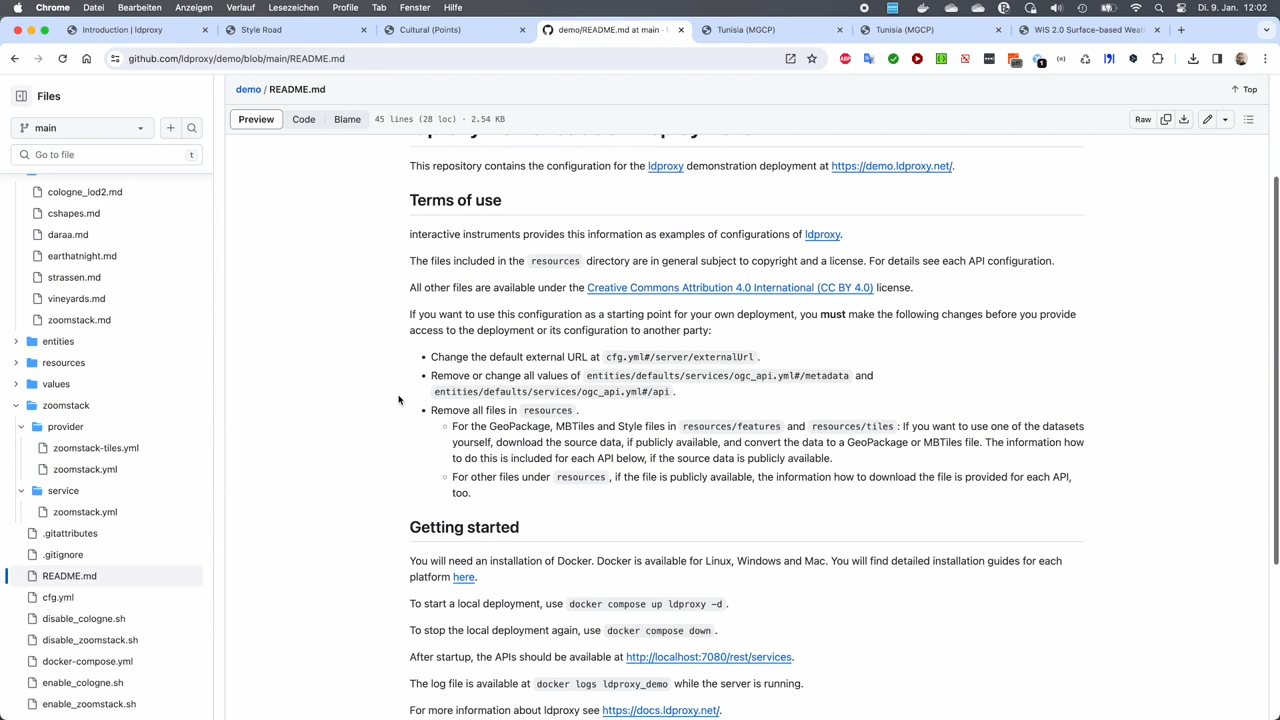 Chrome Datei Bearbeiten Anzeigen Verlauf Lesezeichen Profile Tab Fenster Hilfe Di. 9. Jan. 12:02
Introduction | ldproxy Style Road Cultural (Points) demo/README.md at main · Tunisia (MGCP) Tunisia (MGCP) WIS 2.0 Surface-based Weat
github.com/ldproxy/demo/blob/main/README.md
Files
demo / README.md
Top
main
Preview Code Blame 45 lines (28 loc) · 2.54 KB Raw
Go to file t
cologne_lod2.md
cshapes.md
daraa.md
earthatnight.md
strassen.md
vineyards.md
zoomstack.md
entities
resources
values
zoomstack
provider
zoomstack-tiles.yml
zoomstack.yml
service
zoomstack.yml
.gitattributes
.gitignore
README.md
cfg.yml
disable_cologne.sh
disable_zoomstack.sh
docker-compose.yml
enable_cologne.sh
enable_zoomstack.sh
This repository contains the configuration for the ldproxy demonstration deployment at https://demo.ldproxy.net/.
Terms of use
interactive instruments provides this information as examples of configurations of ldproxy.
The files included in the resources directory are in general subject to copyright and a license. For details see each API configuration.
All other files are available under the Creative Commons Attribution 4.0 International (CC BY 4.0) license.
If you want to use this configuration as a starting point for your own deployment, you must make the following changes before you provide
access to the deployment or its configuration to another party:
• Change the default external URL at cfg.yml#/server/externalUrl .
• Remove or change all values of entities/defaults/services/ogc_api.yml#/metadata and
entities/defaults/services/ogc_api.yml#/api .
• Remove all files in resources .
○ For the GeoPackage, MBTiles and Style files in resources/features and resources/tiles : If you want to use one of the datasets
yourself, download the source data, if publicly available, and convert the data to a GeoPackage or MBTiles file. The information how
to do this is included for each API below, if the source data is publicly available.
○ For other files under resources , if the file is publicly available, the information how to download the file is provided for each API,
too.
Getting started
You will need an installation of Docker. Docker is available for Linux, Windows and Mac. You will find detailed installation guides for each
platform here.
To start a local deployment, use docker compose up ldproxy -d .
To stop the local deployment again, use docker compose down .
After startup, the APIs should be available at http://localhost:7080/rest/services.
The log file is available at docker logs ldproxy_demo while the server is running.
For more information about ldproxy see https://docs.ldproxy.net/.